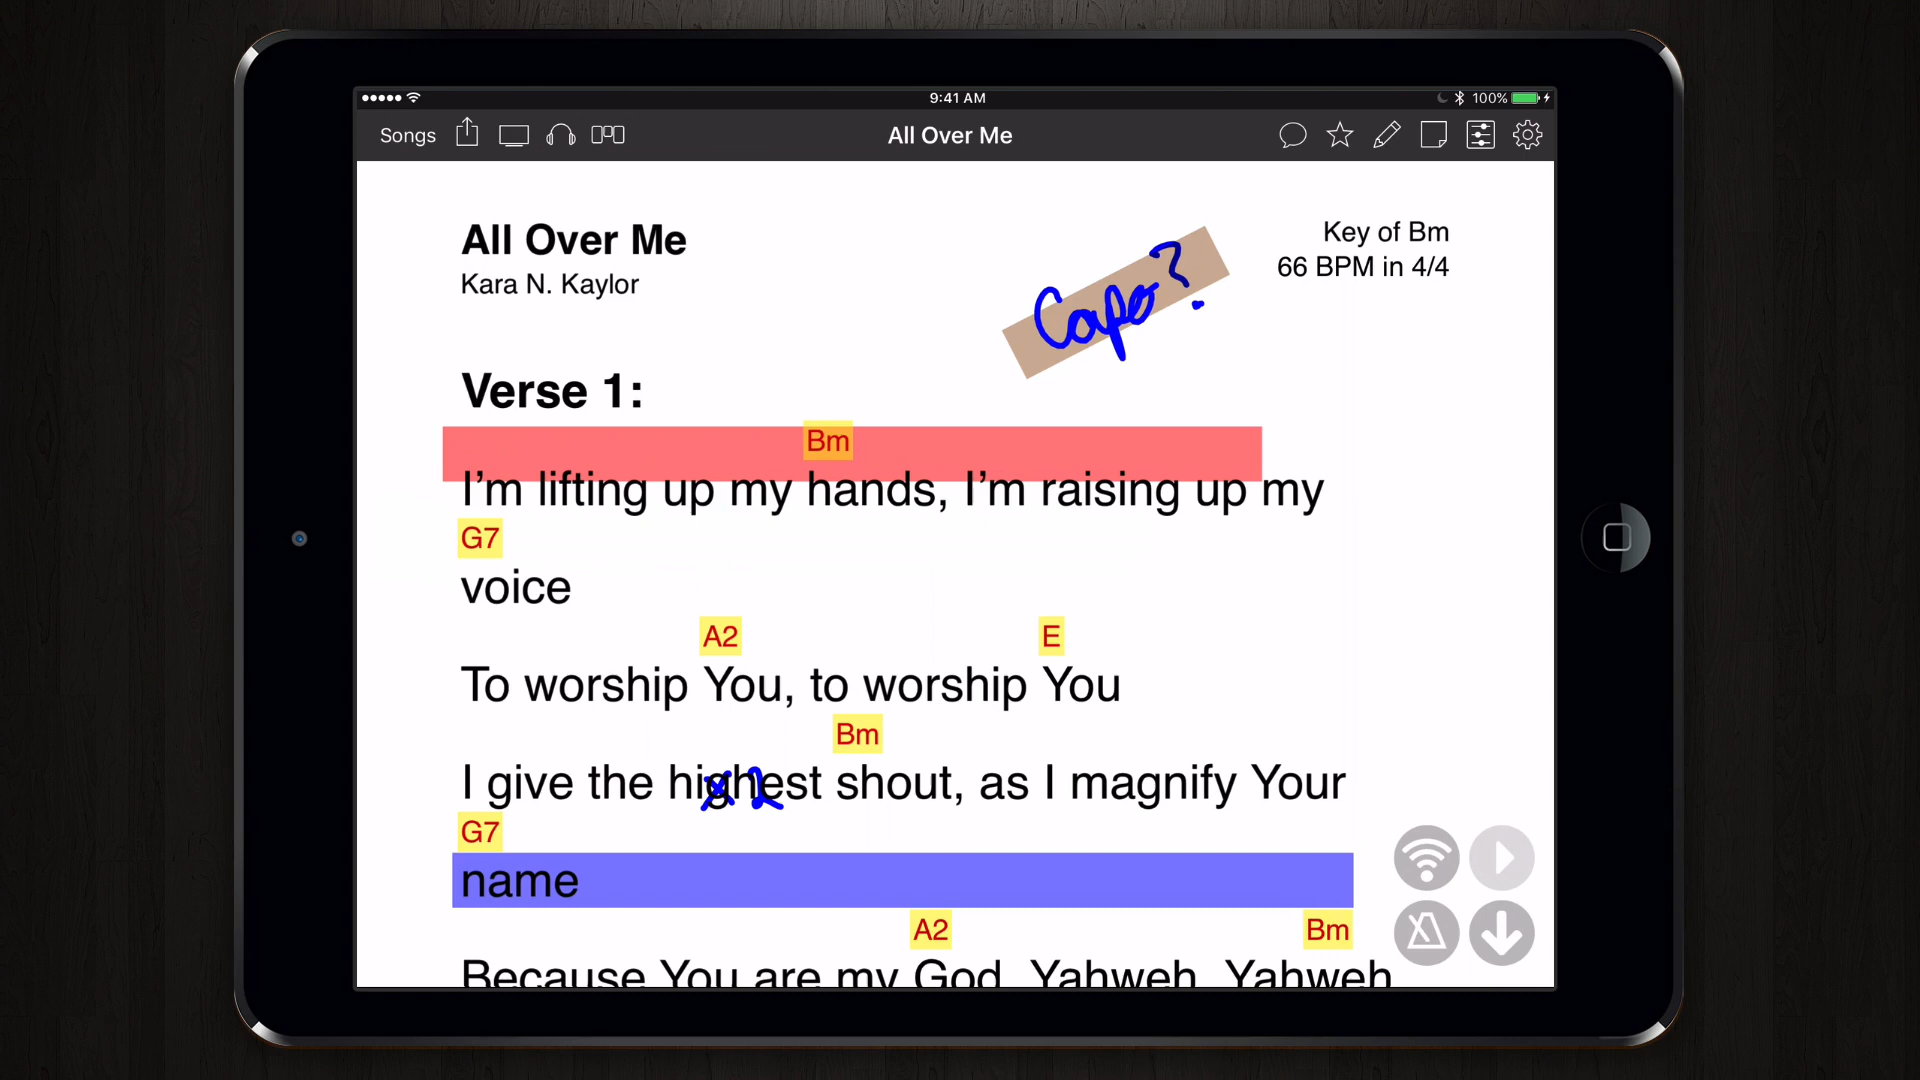 9:41 AM
100%
Songs
All Over Me
All Over Me
Kara N. Kaylor
Capo?
Key of Bm
66 BPM in 4/4
Verse 1:
Bm
I’m lifting up my hands, I’m raising up my
G7
voice
A2 E
To worship You, to worship You
Bm
I give the highest shout, as I magnify Your
x2
G7
name
A2 Bm
Because You are my God, Yahweh, Yahweh